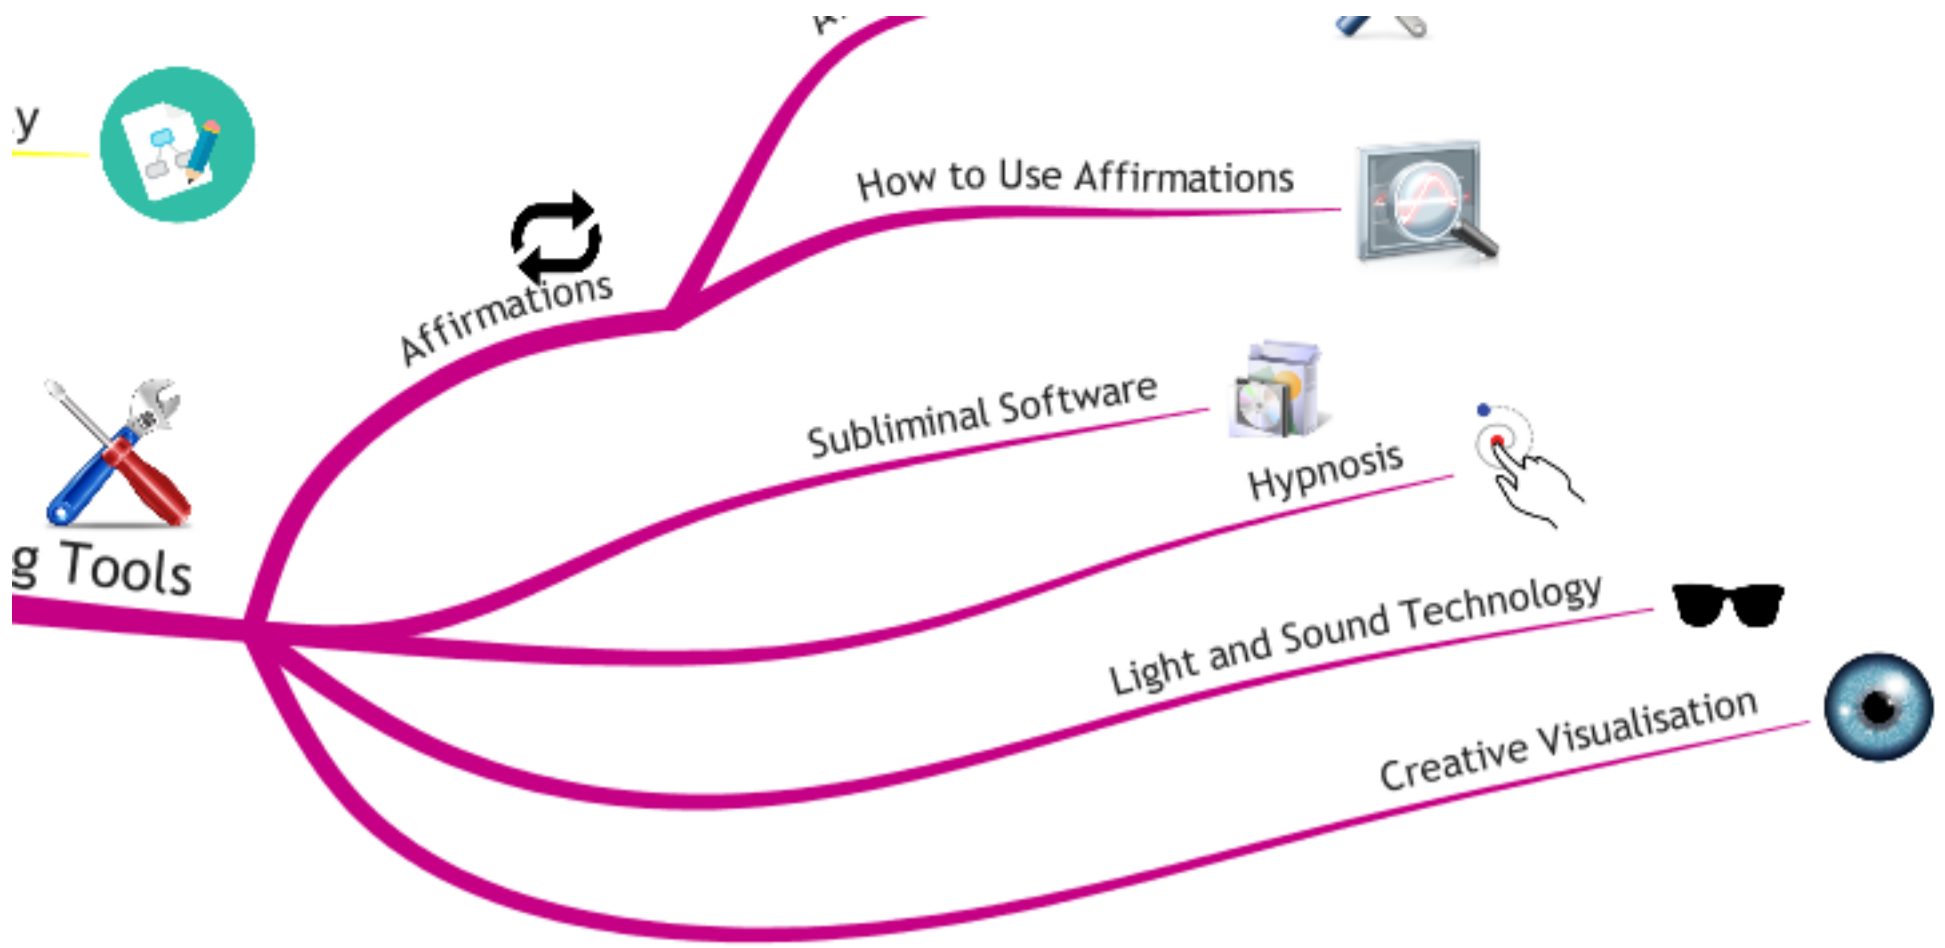 y
How to Use Affirmations
Affirmations
Subliminal Software
Hypnosis
g Tools
Light and Sound Technology
Creative Visualisation